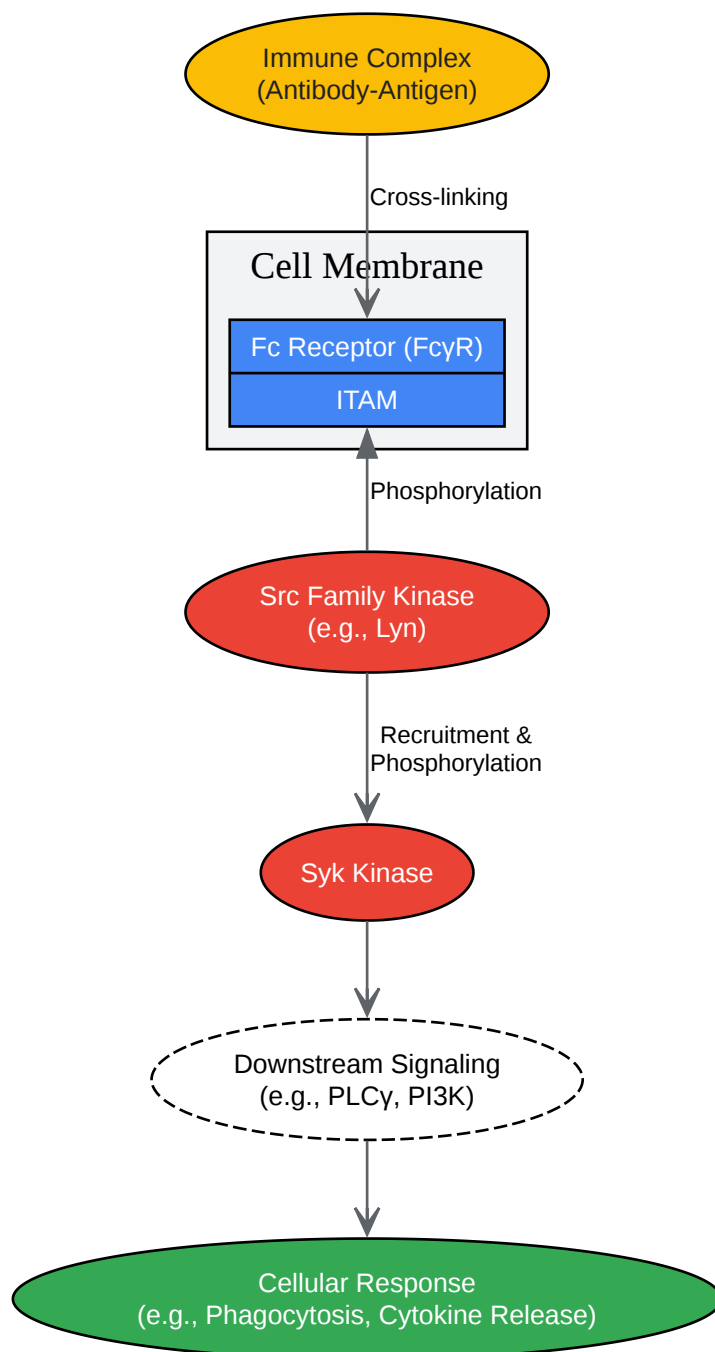 Immune Complex
(Antibody-Antigen)
Cross-linking
Cell Membrane
Fc Receptor (FcγR)
ITAM
Phosphorylation
Src Family Kinase
(e.g., Lyn)
Recruitment &
Phosphorylation
Syk Kinase
Downstream Signaling
(e.g., PLCγ, PI3K)
Cellular Response
(e.g., Phagocytosis, Cytokine Release)